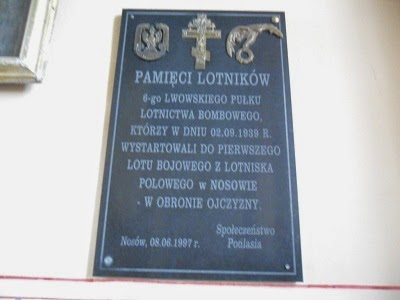 PAMIĘCI LOTNIKÓW
6-go LWOWSKIEGO PUŁKU
LOTNICTWA BOMBOWEGO,
KTÓRZY W DNIU 02.09.1939 R.
WYSTARTOWALI DO PIERWSZEGO
LOTU BOJOWEGO Z LOTNISKA
POLOWEGO w NOSOWIE
- W OBRONIE OJCZYZNY.
Społeczeństwo
Nosów, 08.06.1997 r. Podlasia